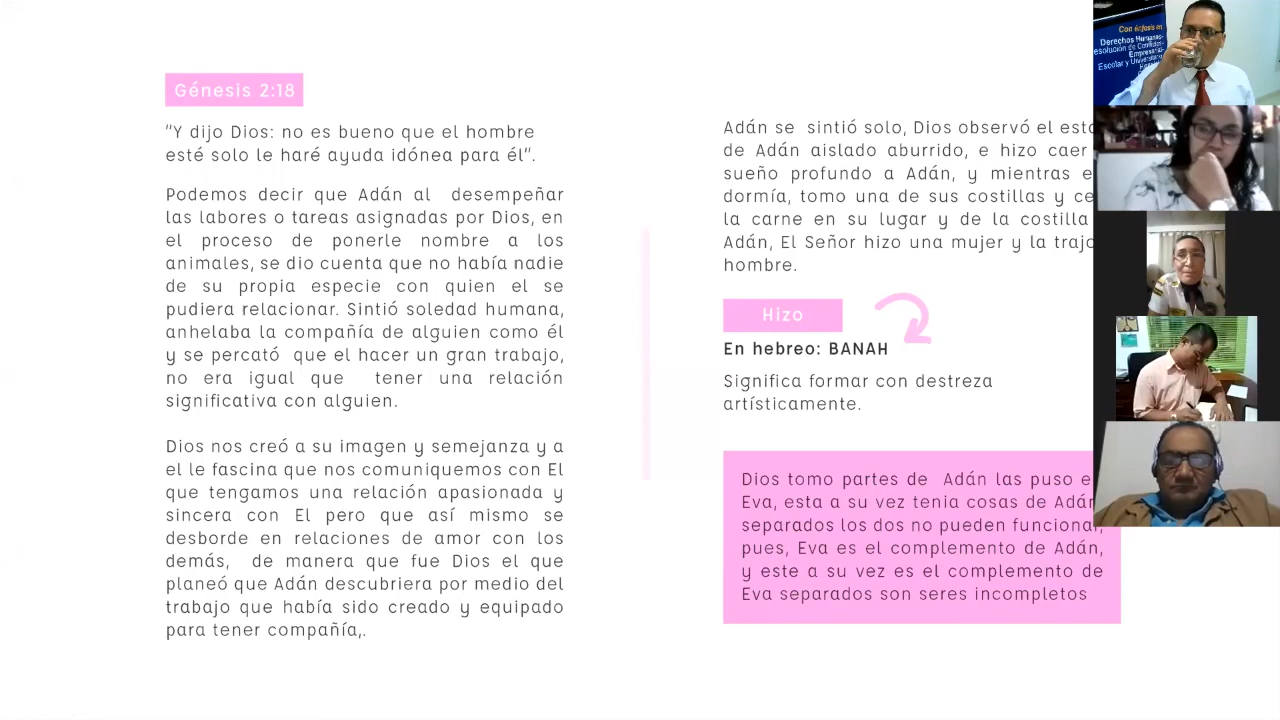 Génesis 2:18
"Y dijo Dios: no es bueno que el hombre
esté solo le haré ayuda idónea para él".
Podemos decir que Adán al desempeñar
las labores o tareas asignadas por Dios, en
el proceso de ponerle nombre a los
animales, se dio cuenta que no había nadie
de su propia especie con quien el se
pudiera relacionar. Sintió soledad humana,
anhelaba la compañía de alguien como él
y se percató que el hacer un gran trabajo,
no era igual que tener una relación
significativa con alguien.
Dios nos creó a su imagen y semejanza y a
el le fascina que nos comuniquemos con El
que tengamos una relación apasionada y
sincera con El pero que así mismo se
desborde en relaciones de amor con los
demás, de manera que fue Dios el que
planeó que Adán descubriera por medio del
trabajo que había sido creado y equipado
para tener compañía,.
Adán se sintió solo, Dios observó el
de Adán aislado aburrido, e hizo caer
sueño profundo a Adán, y mientras
dormía, tomo una de sus costillas y
la carne en su lugar y de la costilla
Adán, El Señor hizo una mujer y la
hombre.
Hizo
En hebreo: BANAH
Significa formar con destreza
artísticamente.
Dios tomo partes de Adán las puso
Eva, esta a su vez tenia cosas de Adán
separados los dos no pueden funcionar,
pues, Eva es el complemento de Adán,
y este a su vez es el complemento de
Eva separados son seres incompletos
Con énfasis en
Derechos Humanos-
Empresarial-
Escolar y Universitario